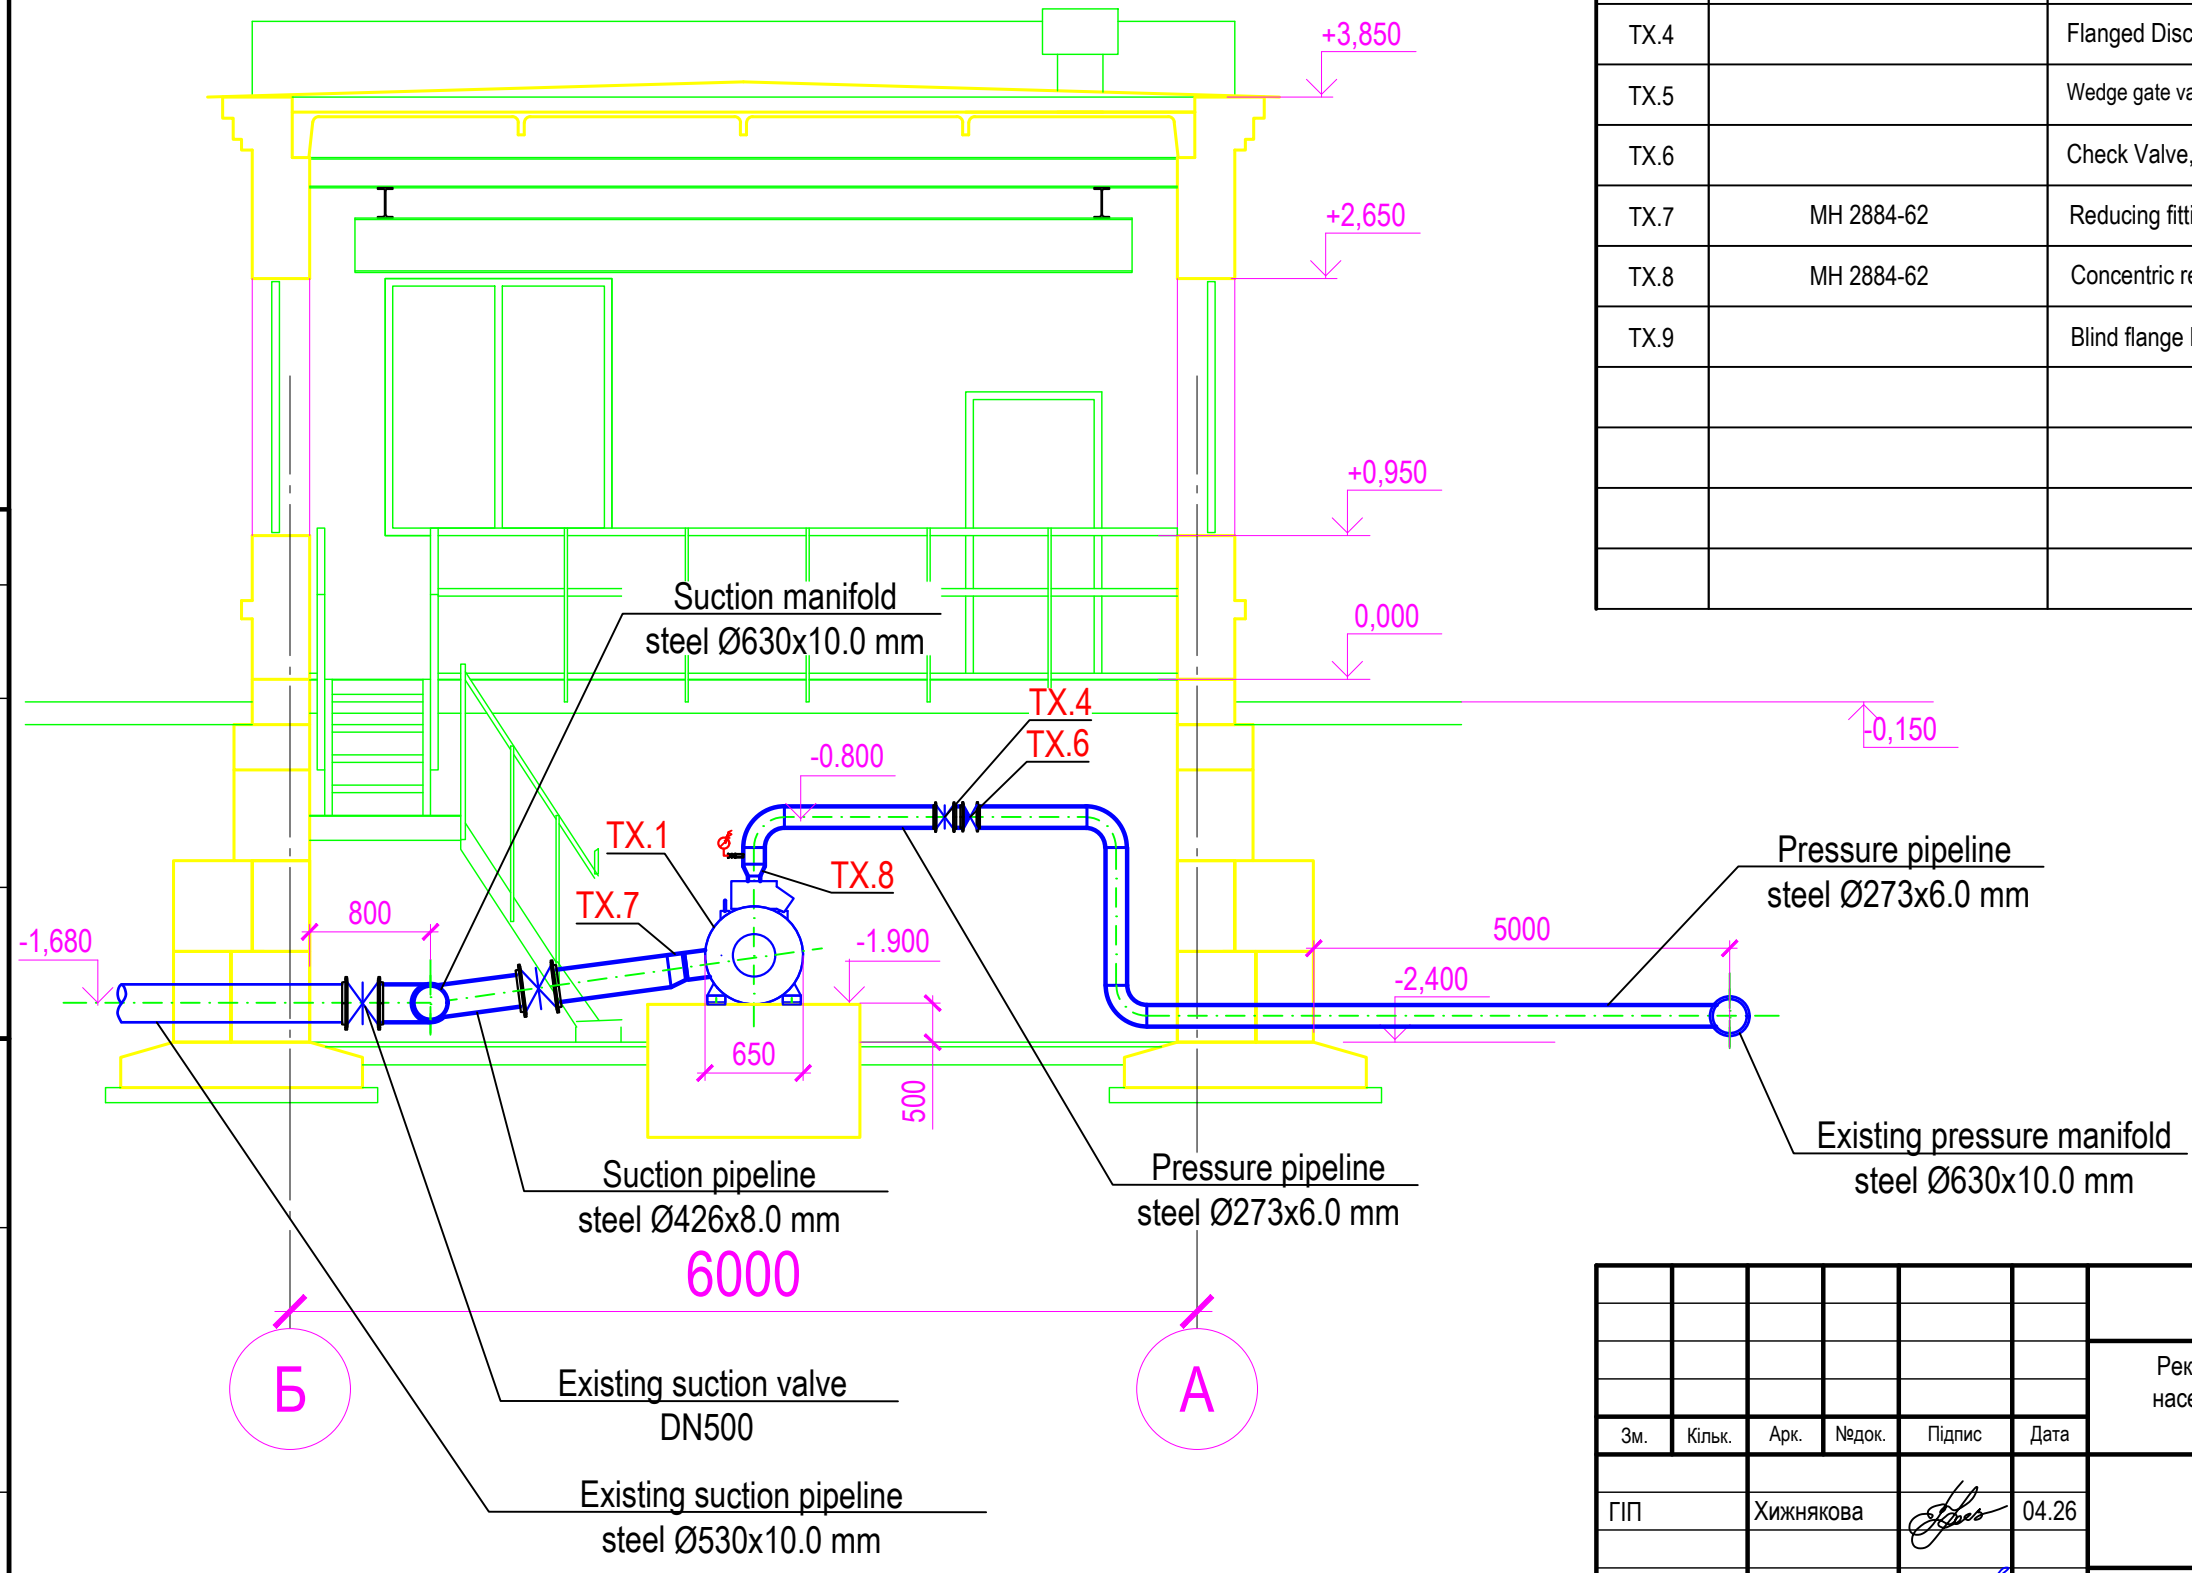 +3,850
+2,650
+0,950
0,000
-0,150
Suction manifold
steel Ø630x10.0 mm
TX.4
TX.6
-0.800
TX.1
TX.8
TX.7
800
-1,680
-1.900
650
500
-2,400
5000
Pressure pipeline
steel Ø273x6.0 mm
Existing pressure manifold
steel Ø630x10.0 mm
Suction pipeline
steel Ø426x8.0 mm
Pressure pipeline
steel Ø273x6.0 mm
6000
Б
А
Existing suction valve
DN500
Existing suction pipeline
steel Ø530x10.0 mm
TX.4 Flanged Disc
TX.5 Wedge gate va
TX.6 Check Valve,
TX.7 МН 2884-62 Reducing fitti
TX.8 МН 2884-62 Concentric re
TX.9 Blind flange
Рек
насе
Зм. Кільк. Арк. №док. Підпис Дата
ГІП Хижнякова 04.26